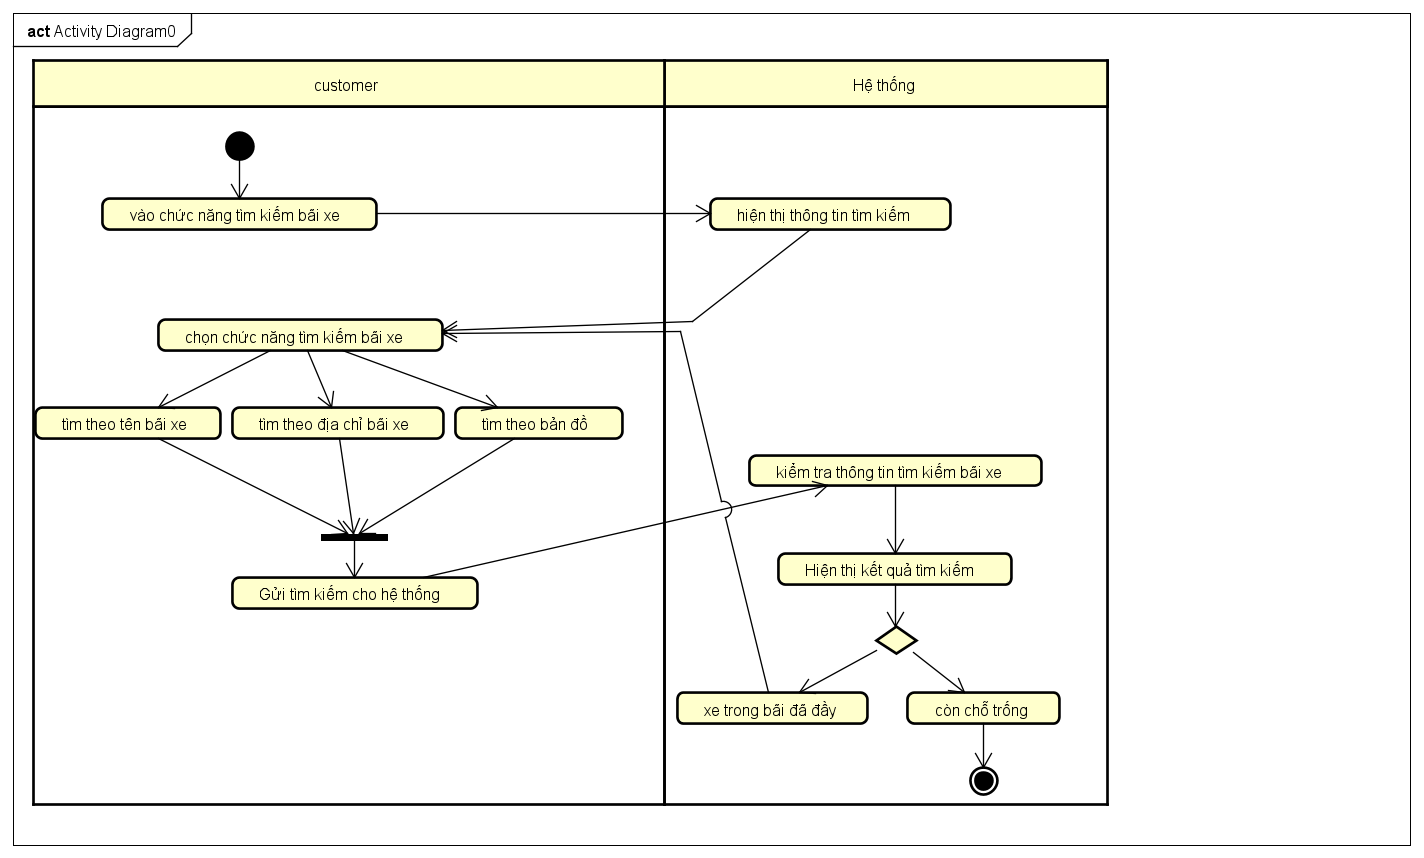 act Activity Diagram0
customer
Hệ thống
vào chức năng tìm kiếm bãi xe
hiện thị thông tin tìm kiếm
chọn chức năng tìm kiếm bãi xe
tìm theo tên bãi xe
tìm theo địa chỉ bãi xe
tìm theo bản đồ
kiểm tra thông tin tìm kiếm bãi xe
Hiện thị kết quả tìm kiếm
Gửi tìm kiếm cho hệ thống
xe trong bãi đã đầy
còn chỗ trống